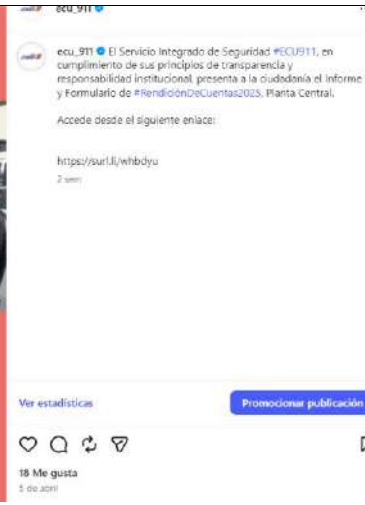 ecu_911
ecu_911 El Servicio Integrado de Seguridad #ECU911, en
cumplimiento de sus principios de transparencia y
responsabilidad institucional, presenta a la ciudadanía el Informe
y Formulario de #RendiciónDeCuentas2025, Planta Central.
Accede desde el siguiente enlace:
https://surl.li/whbdyu
2 sem
Ver estadísticas
Promocionar publicación
18 Me gusta
5 de abril